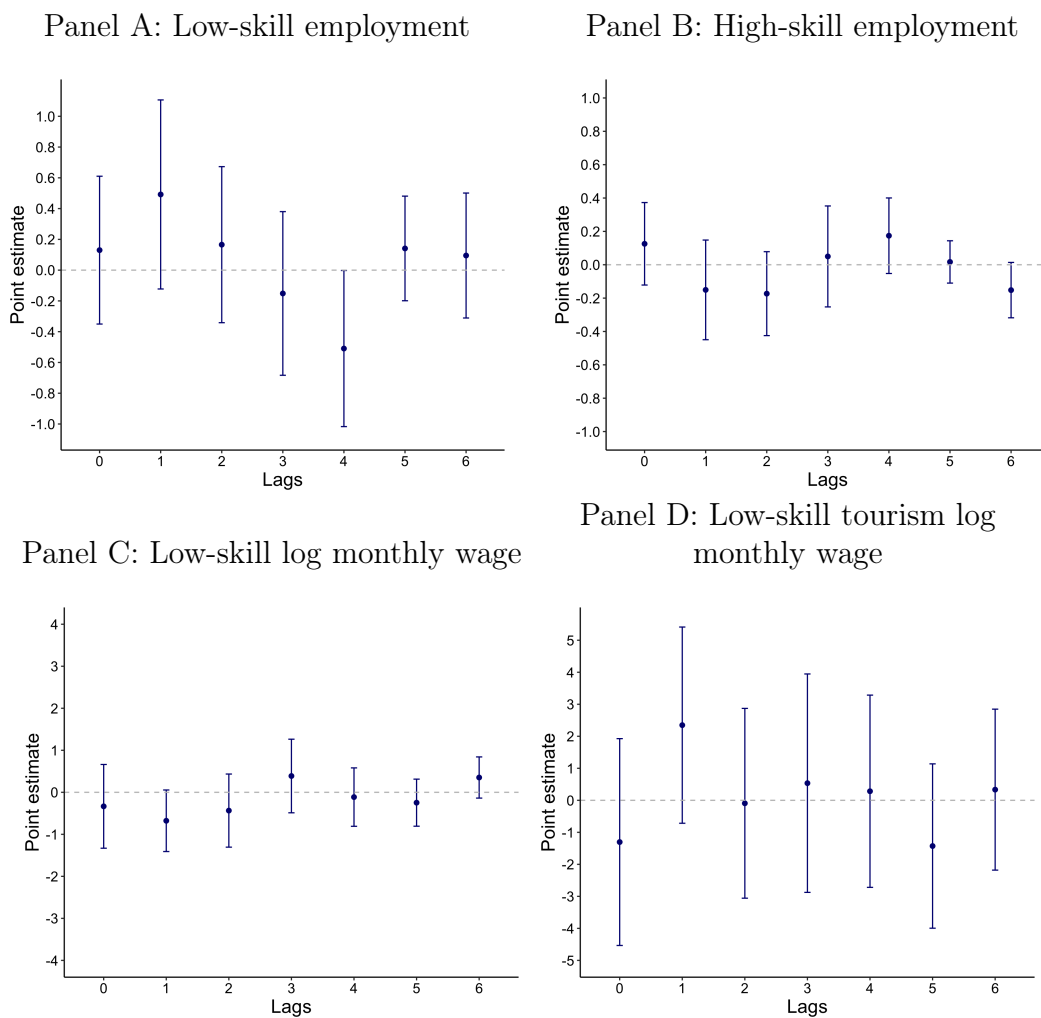 Panel A: Low-skill employment
Point estimate
1.0
0.8
0.6
0.4
0.2
0.0
-0.2
-0.4
-0.6
-0.8
-1.0
0 1 2 3 4 5 6
Lags
Panel B: High-skill employment
Point estimate
1.0
0.8
0.6
0.4
0.2
0.0
-0.2
-0.4
-0.6
-0.8
-1.0
0 1 2 3 4 5 6
Lags
Panel C: Low-skill log monthly wage
Point estimate
4
3
2
1
0
-1
-2
-3
-4
0 1 2 3 4 5 6
Lags
Panel D: Low-skill tourism log
monthly wage
Point estimate
5
4
3
2
1
0
-1
-2
-3
-4
-5
0 1 2 3 4 5 6
Lags